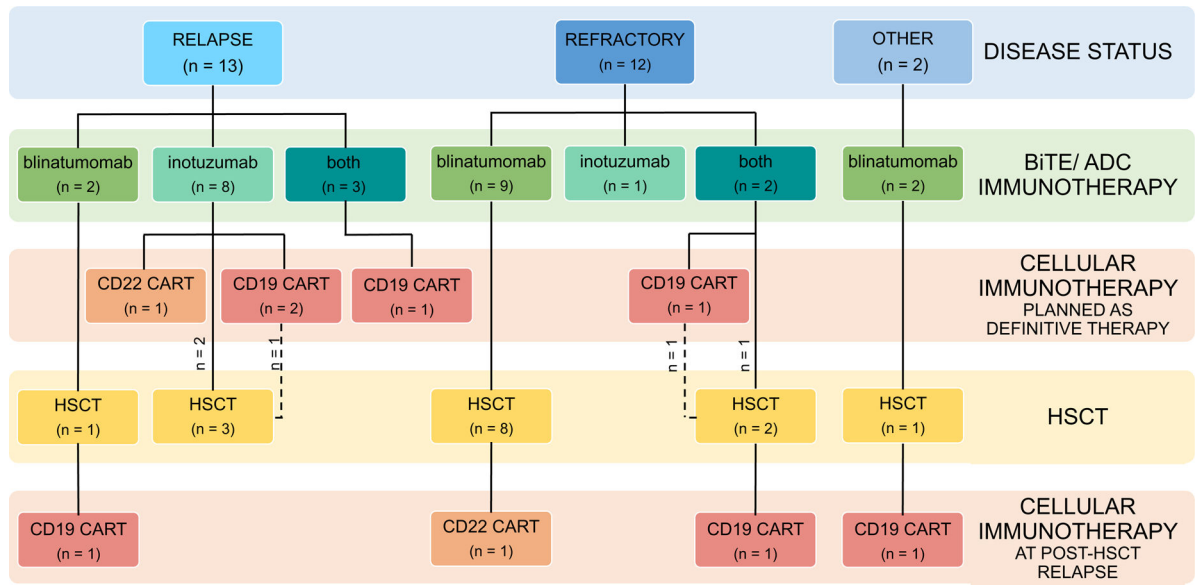 RELAPSE
(n = 13)
REFRACTORY
(n = 12)
OTHER
(n = 2)
DISEASE STATUS
blinatumomab
(n = 2)
inotuzumab
(n = 8)
both
(n = 3)
blinatumomab
(n = 9)
inotuzumab
(n = 1)
both
(n = 2)
blinatumomab
(n = 2)
BiTE/ ADC
IMMUNOTHERAPY
CD22 CART
(n = 1)
CD19 CART
(n = 2)
CD19 CART
(n = 1)
CD19 CART
(n = 1)
CELLULAR
IMMUNOTHERAPY
PLANNED AS
DEFINITIVE THERAPY
n = 2
n = 1
n = 1
n = 1
HSCT
(n = 1)
HSCT
(n = 3)
HSCT
(n = 8)
HSCT
(n = 2)
HSCT
(n = 1)
HSCT
CD19 CART
(n = 1)
CD22 CART
(n = 1)
CD19 CART
(n = 1)
CD19 CART
(n = 1)
CELLULAR
IMMUNOTHERAPY
AT POST-HSCT
RELAPSE